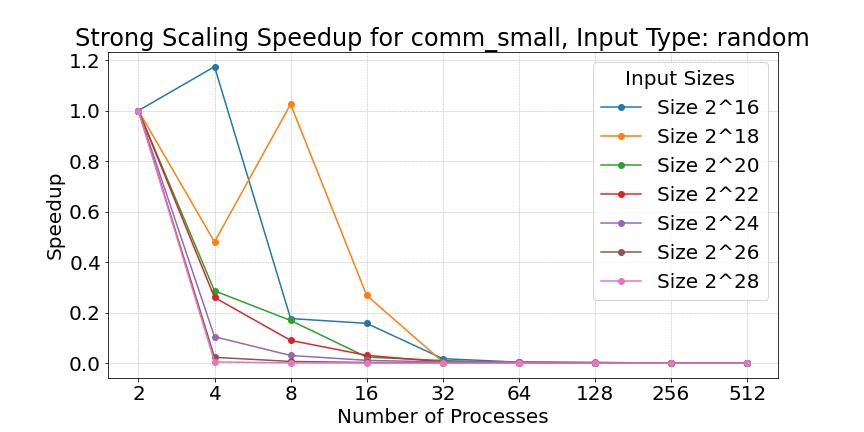 Strong Scaling Speedup for comm_small, Input Type: random
Speedup
1.2
1.0
0.8
0.6
0.4
0.2
0.0
Input Sizes
Size 2^16
Size 2^18
Size 2^20
Size 2^22
Size 2^24
Size 2^26
Size 2^28
2 4 8 16 32 64 128 256 512
Number of Processes